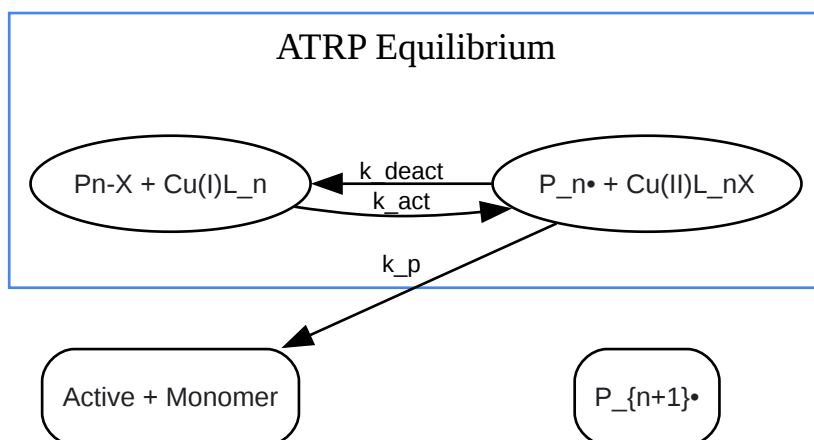 ATRP Equilibrium
k_deact
Pn-X + Cu(I)L_n
P_n• + Cu(II)L_nX
k_act
k_p
Active + Monomer
P_{n+1}•